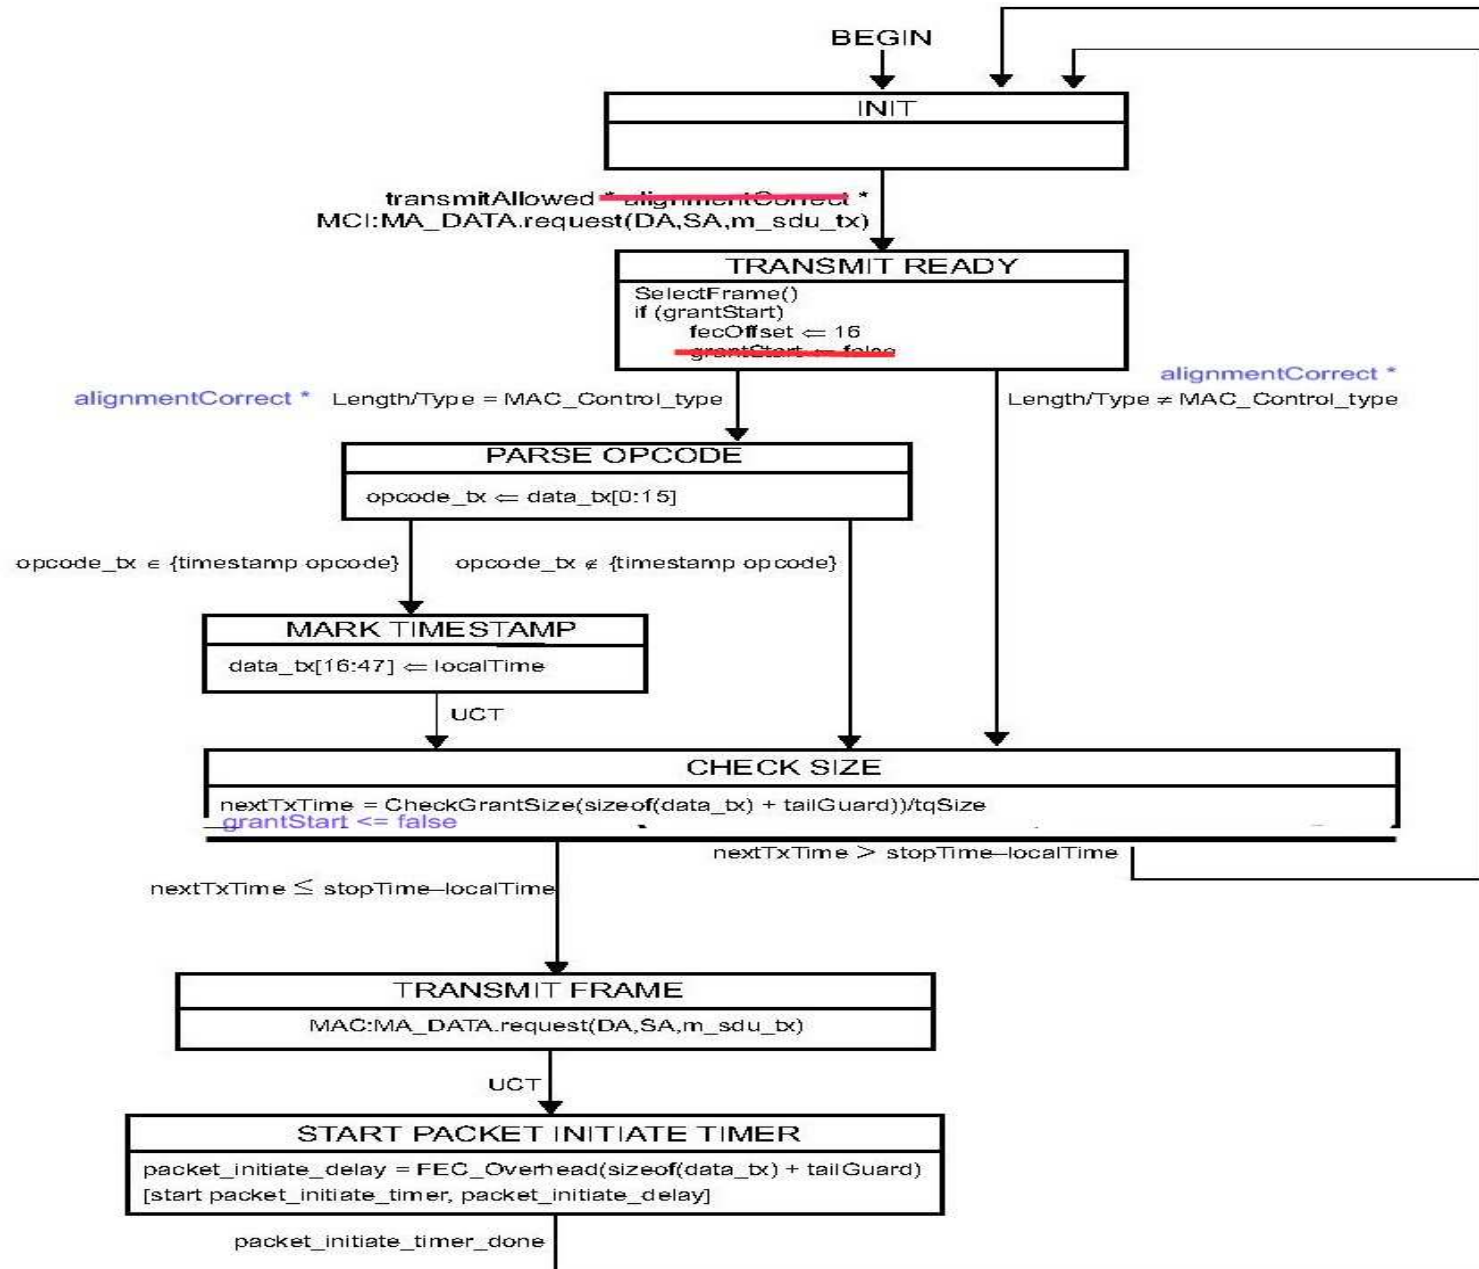 BEGIN
INIT
transmitAllowed * alignmentCorrect *
MCI:MA_DATA.request(DA,SA,m_sdu_tx)
TRANSMIT READY
SelectFrame()
if (grantStart)
fecOffset ⇐ 16
grantStart ⇐ false
alignmentCorrect * Length/Type = MAC_Control_type
alignmentCorrect *
Length/Type ≠ MAC_Control_type
PARSE OPCODE
opcode_tx ⇐ data_tx[0:15]
opcode_tx ∈ {timestamp opcode}
opcode_tx ∉ {timestamp opcode}
MARK TIMESTAMP
data_tx[16:47] ⇐ localTime
UCT
CHECK SIZE
nextTxTime = CheckGrantSize(sizeof(data_tx) + tailGuard))/tqSize
grantStart <= false
nextTxTime > stopTime–localTime
nextTxTime ≤ stopTime–localTime
TRANSMIT FRAME
MAC:MA_DATA.request(DA,SA,m_sdu_tx)
UCT
START PACKET INITIATE TIMER
packet_initiate_delay = FEC_Overhead(sizeof(data_tx) + tailGuard)
[start packet_initiate_timer, packet_initiate_delay]
packet_initiate_timer_done